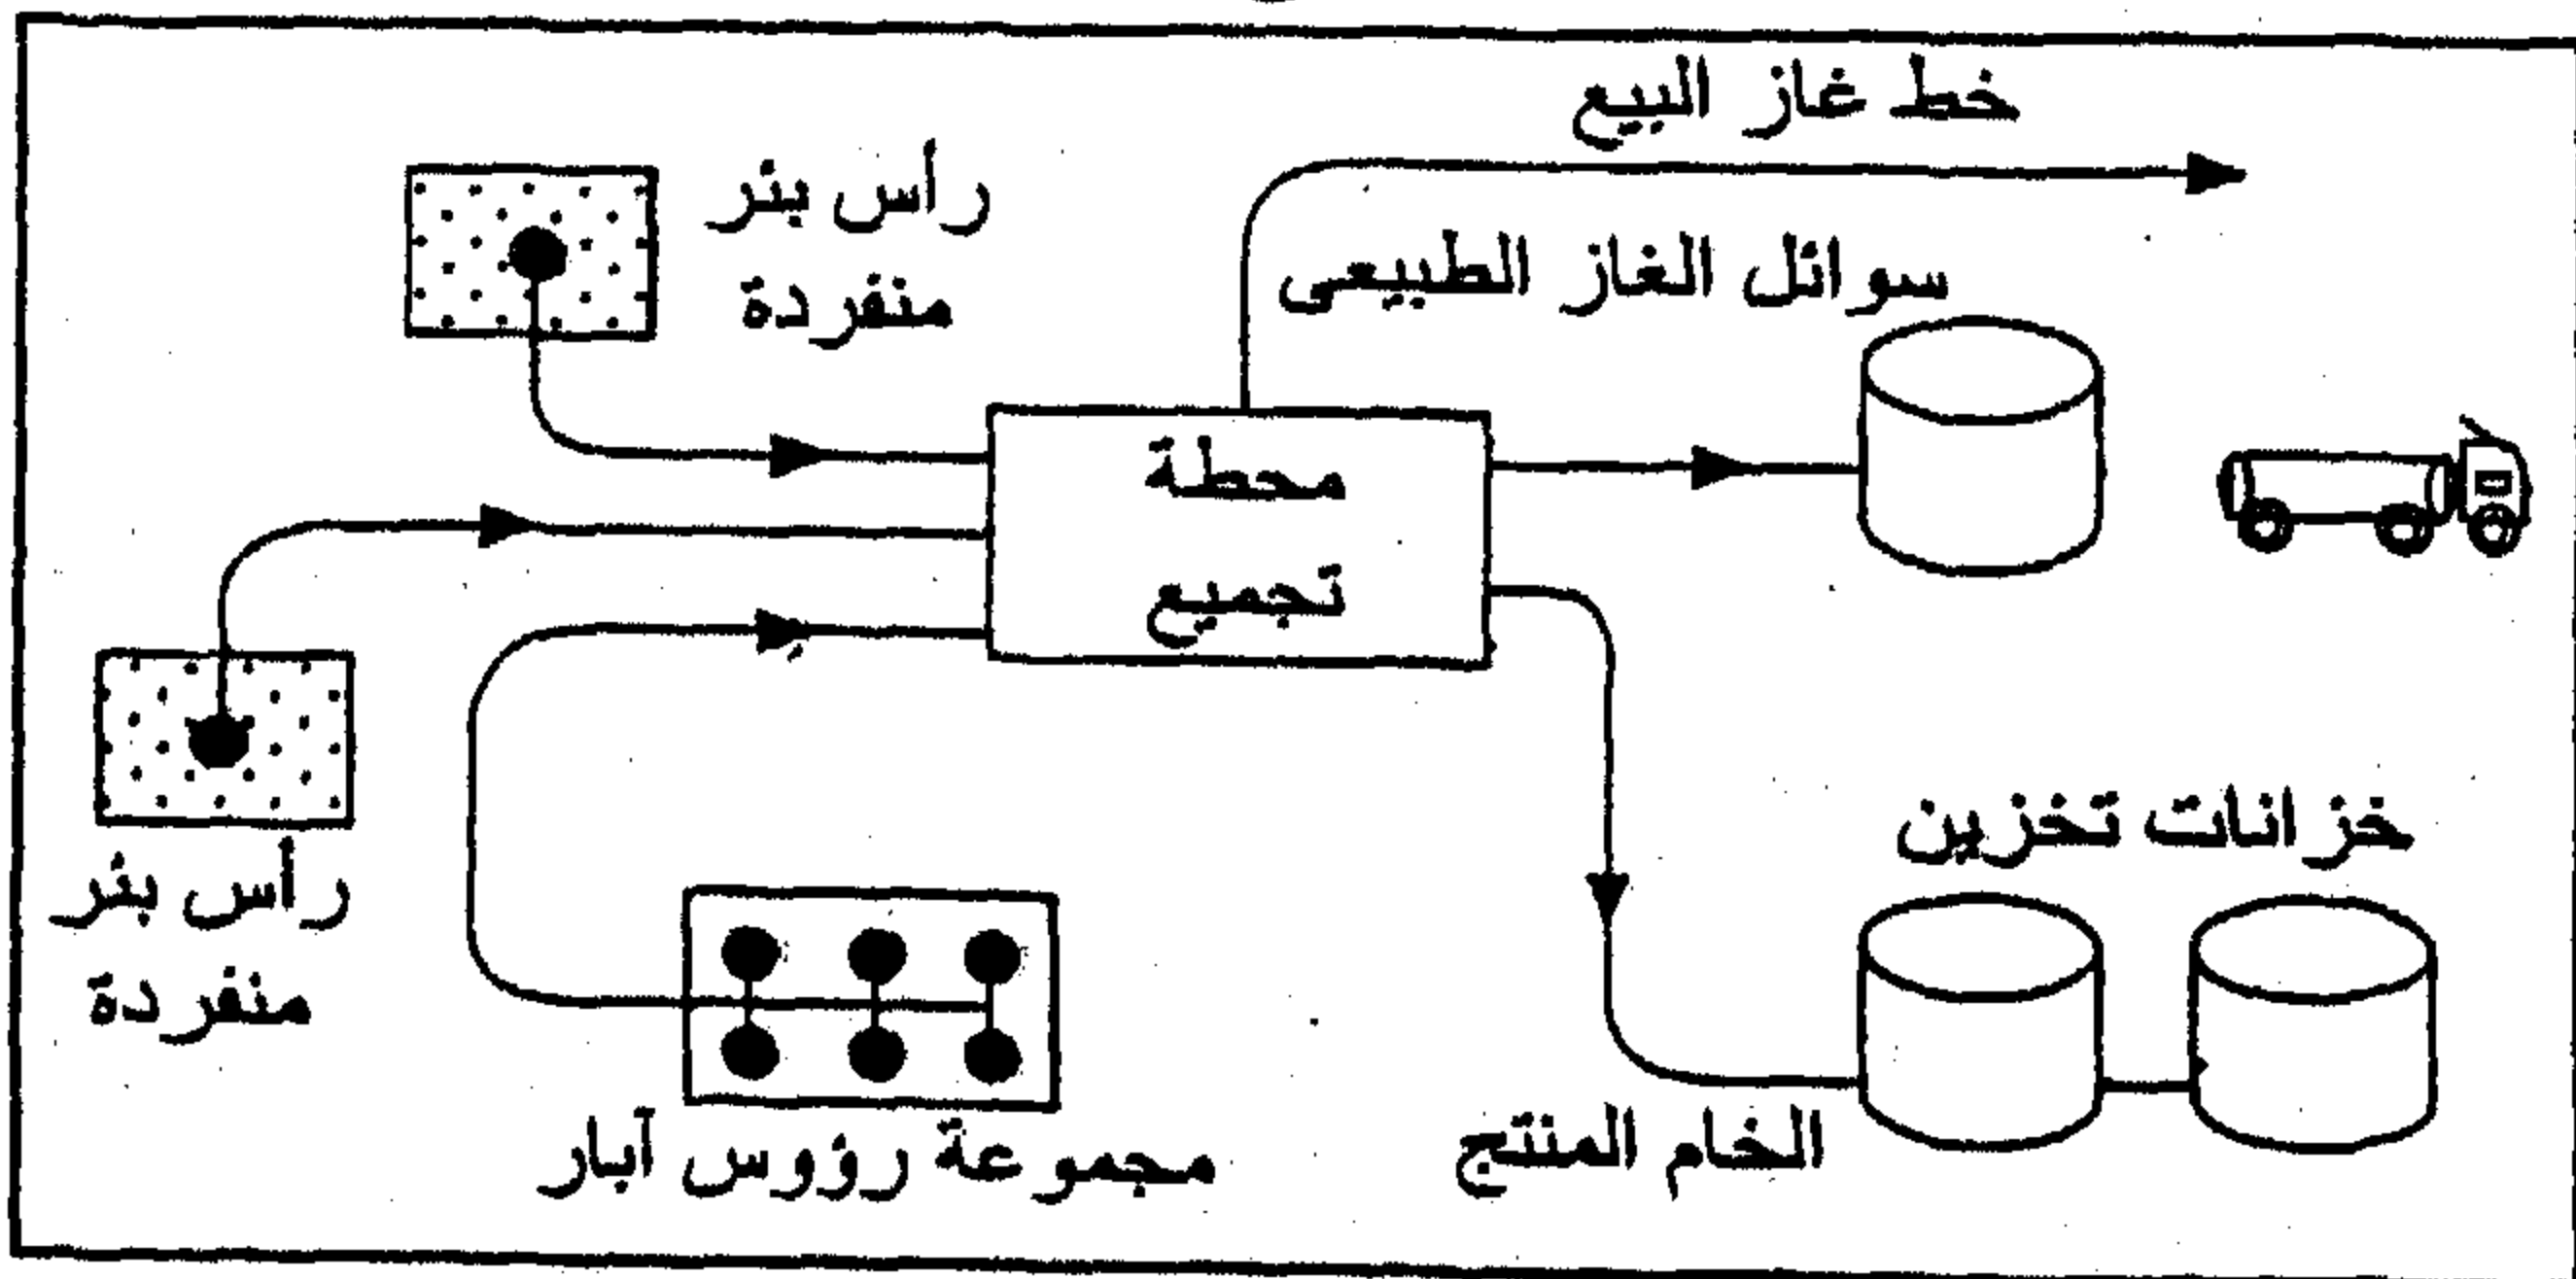 خط غاز البيع
رأس بئر
منفردة
سوائل الغاز الطبيعى
محطة
تجميع
رأس بئر
منفردة
خزانات تخزين
مجموعة رؤوس آبار
الخام المنتج